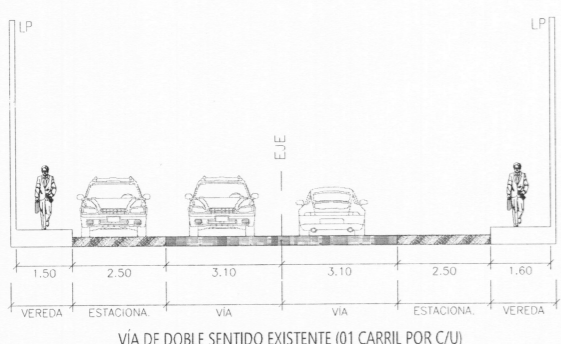 LP LP
EJE
1.50 2.50 3.10 3.10 2.50 1.60
VEREDA ESTACIONA. VÍA VIA ESTACIONA. VEREDA
VÍA DE DOBLE SENTIDO EXISTENTE (01 CARRIL POR C/U)